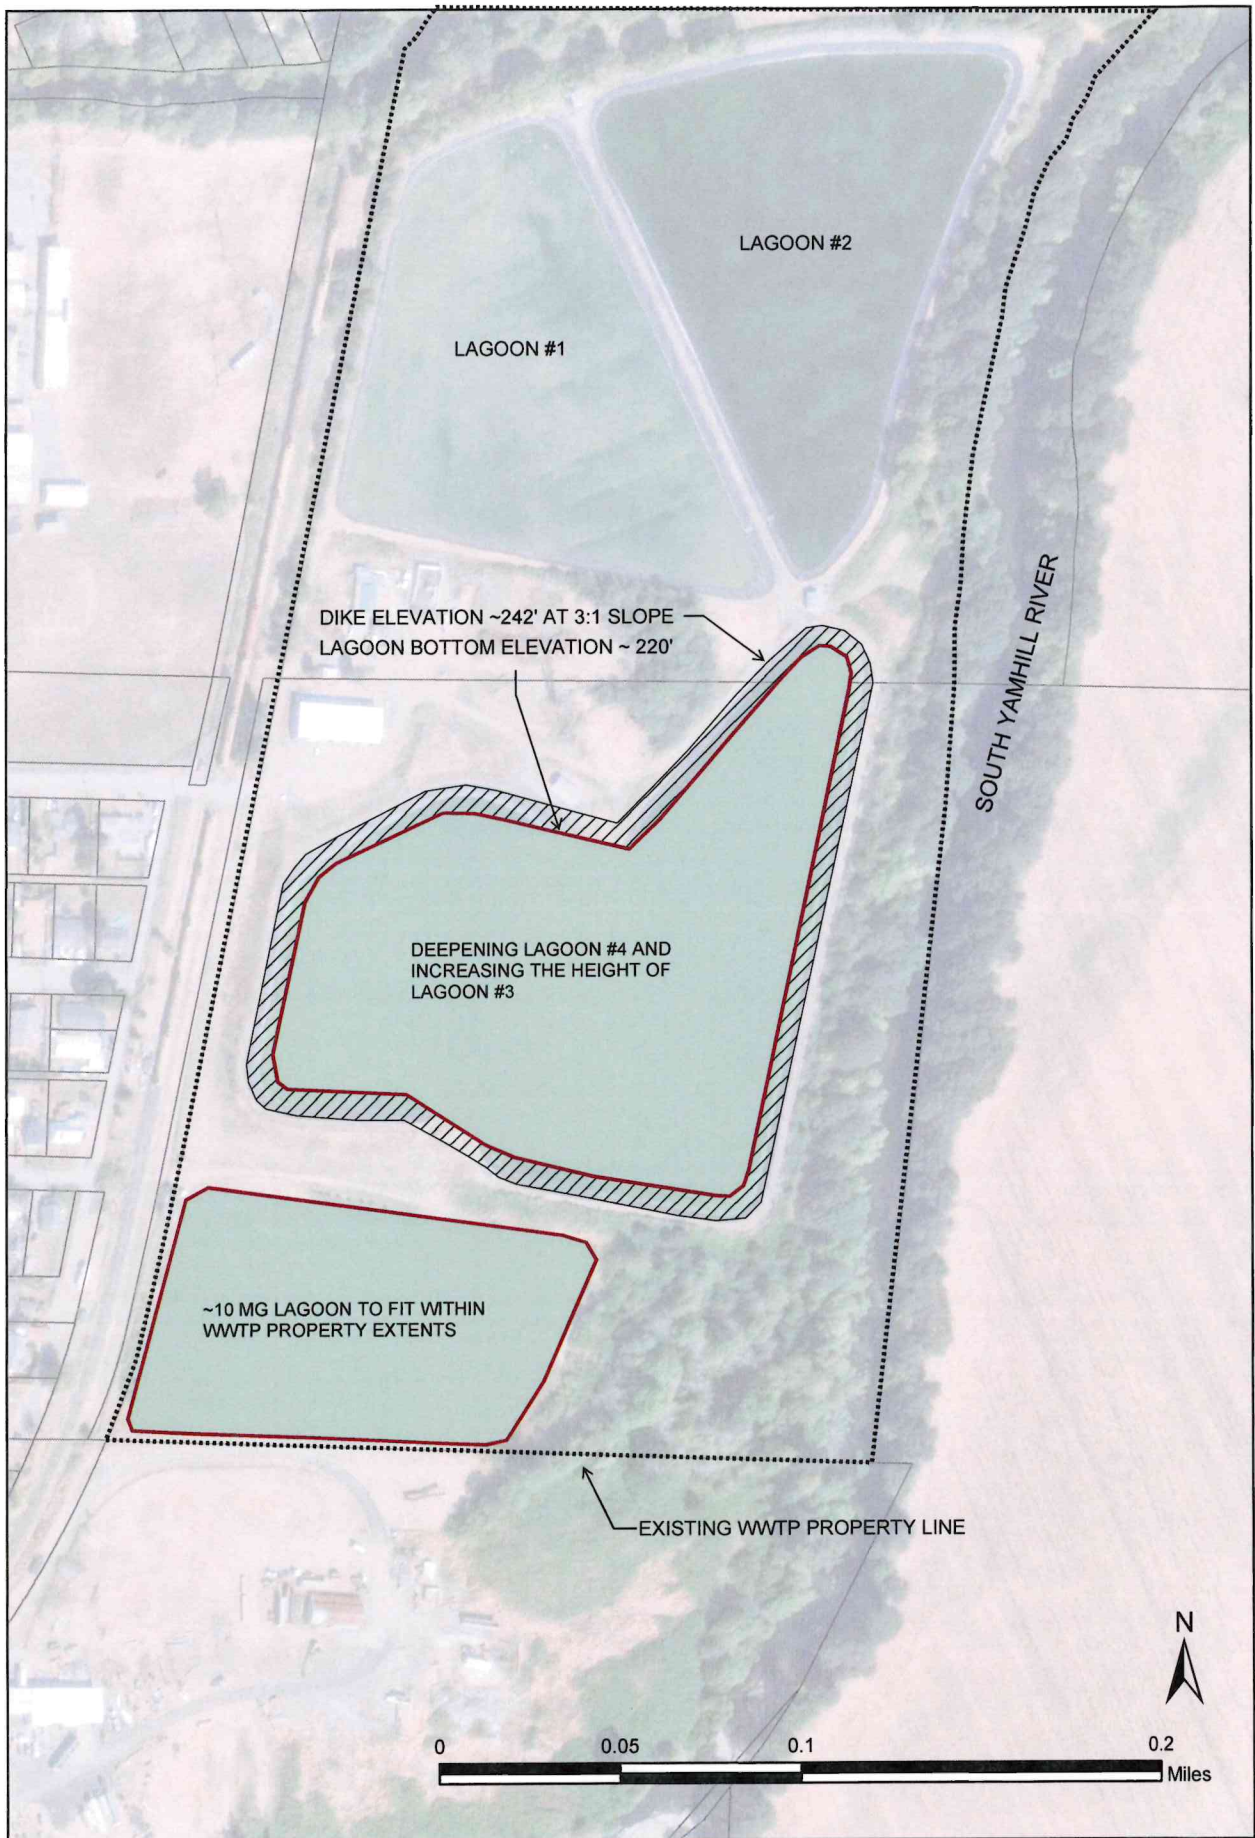 LAGOON #2
LAGOON #1
DIKE ELEVATION ~242' AT 3:1 SLOPE
LAGOON BOTTOM ELEVATION ~ 220'
SOUTH YAMHILL RIVER
DEEPENING LAGOON #4 AND
INCREASING THE HEIGHT OF
LAGOON #3
~10 MG LAGOON TO FIT WITHIN
WWTP PROPERTY EXTENTS
EXISTING WWTP PROPERTY LINE
N
0 0.05 0.1 0.2
Miles